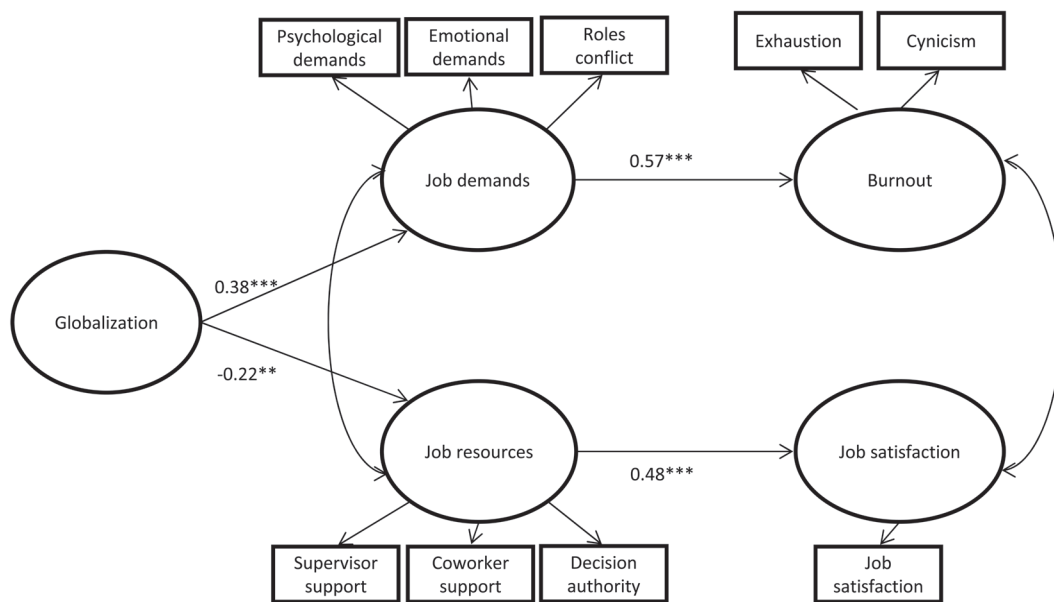 Psychological
demands
Emotional
demands
Roles
conflict
Exhaustion
Cynicism
Job demands
0.57***
Burnout
0.38***
Globalization
-0.22**
Job resources
0.48***
Job satisfaction
Supervisor
support
Coworker
support
Decision
authority
Job
satisfaction